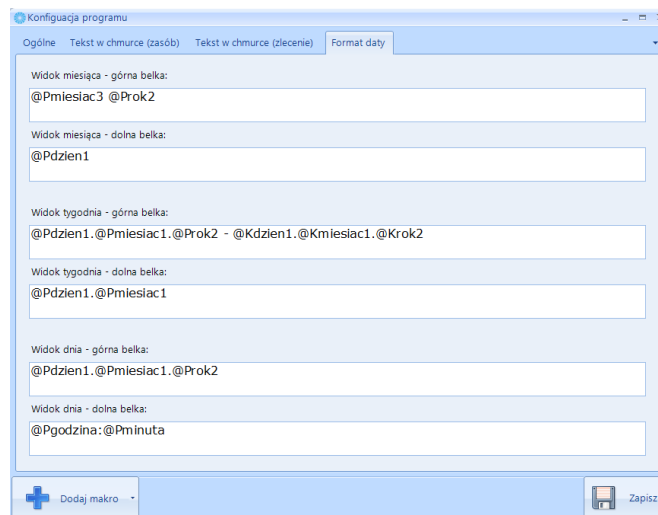 Konfiguacja programu
Ogólne Tekst w chmurce (zasób) Tekst w chmurce (zlecenie) Format daty
Widok miesiąca - górna belka:
@Pmiesiac3 @Prok2
Widok miesiąca - dolna belka:
@Pdzien1
Widok tygodnia - górna belka:
@Pdzien1.@Pmiesiac1.@Prok2 - @Kdzien1.@Kmiesiac1.@Krok2
Widok tygodnia - dolna belka:
@Pdzien1.@Pmiesiac1
Widok dnia - górna belka:
@Pdzien1.@Pmiesiac1.@Prok2
Widok dnia - dolna belka:
@Pgodzina:@Pminuta
Dodaj makro Zapisz